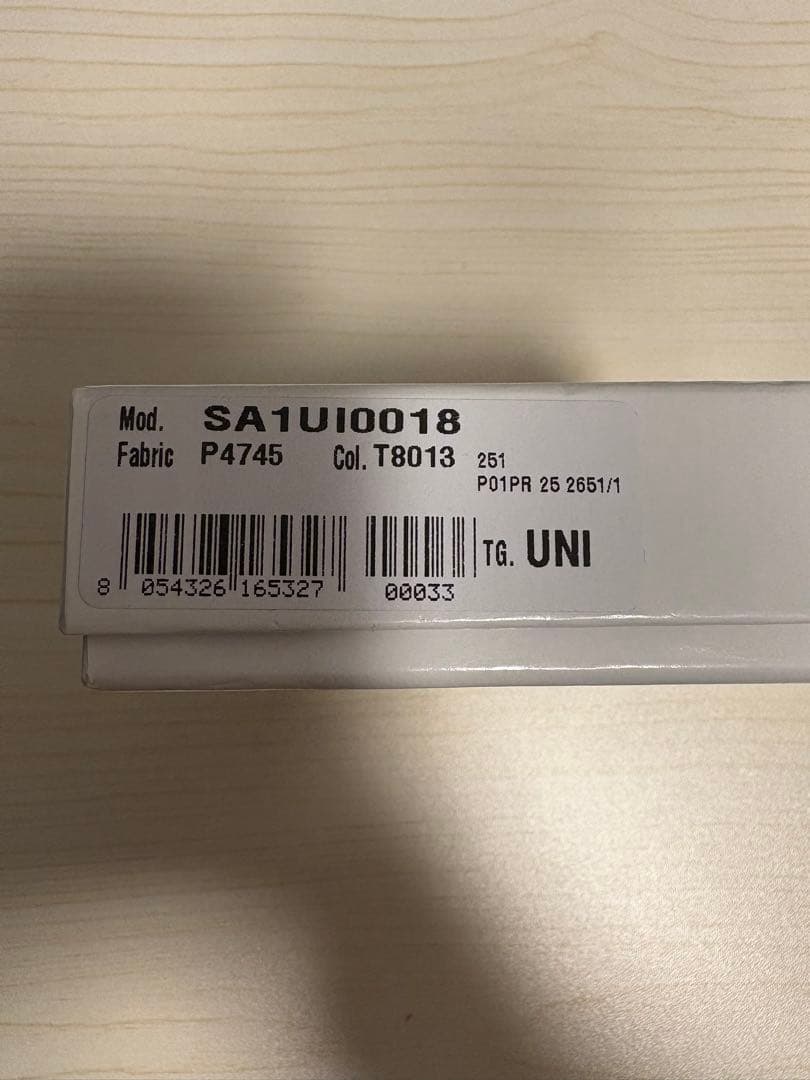 Mod. SA1UI0018
Fabric P4745 Col. T8013 251
P01PR 25 2651/1
TG. UNI
8 054326 165327 00033